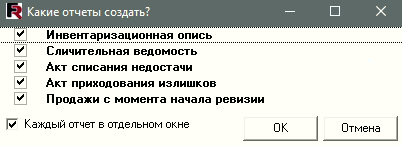 Какие отчеты создать?
Инвентаризационная опись
Сличительная ведомость
Акт списания недостачи
Акт приходования излишков
Продажи с момента начала ревизии
Каждый отчет в отдельном окне
OK
Отмена